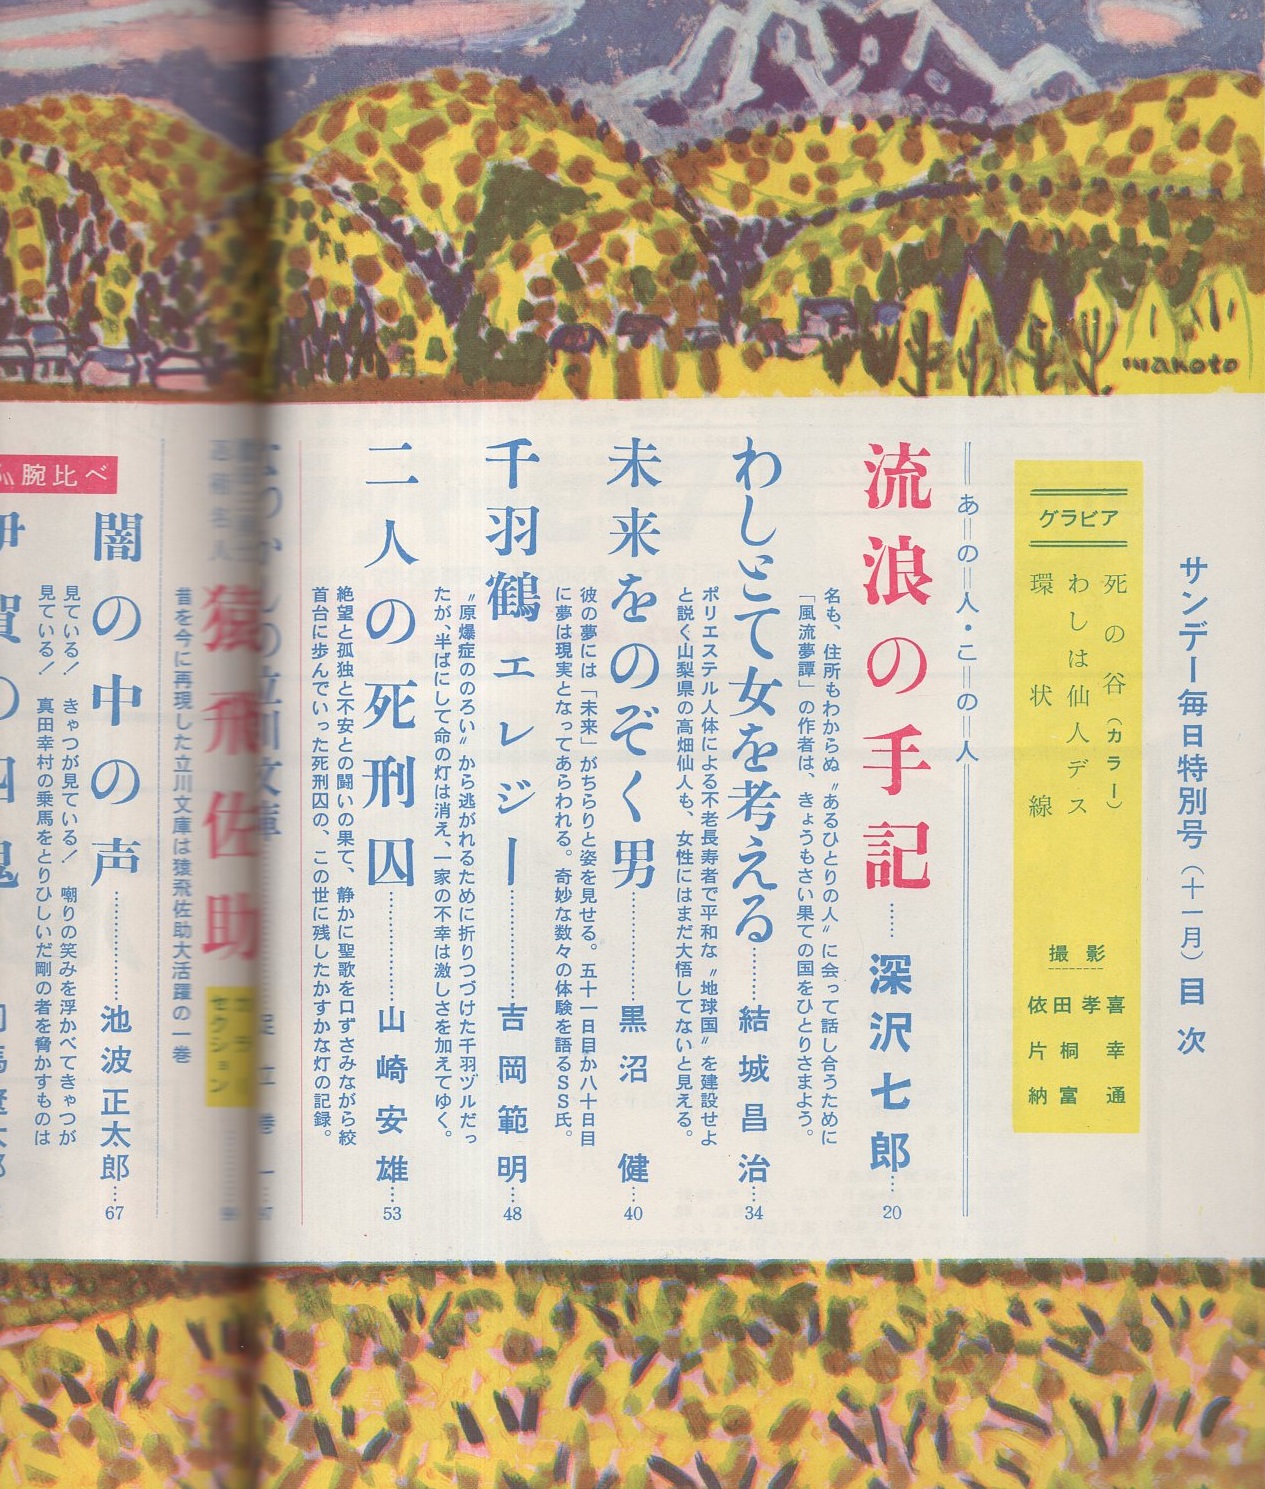 サンデー毎日特別号（十一月）目次
グラビア
死の谷（カラー）
わしは仙人デス
環状線
撮影
依田孝喜
片桐幸
納富通
あ＝の＝人・こ＝の＝人
流浪の手記……深沢七郎…20
名も、住所もわからぬ〝あるひとりの人〟に会って話し合うために
「風流夢譚」の作者は、きょうもさい果ての国をひとりさまよう。
わしとて女を考える……結城昌治…34
ポリエステル人体による不老長寿者で平和な〝地球国〟を建設せよ
と説く山梨県の高畑仙人も、女性にはまだ大悟してないと見える。
未来をのぞく男……黒沼健…40
彼の夢には「未来」がちらりと姿を見せる。五十一日目か八十日目
に夢は現実となってあらわれる。奇妙な数々の体験を語るSS氏。
千羽鶴エレジー……吉岡範明…48
〝原爆症ののろい〟から逃がれるために折りつづけた千羽ヅルだっ
たが、半ばにして命の灯は消え、一家の不幸は激しさを加えてゆく。
二人の死刑囚……山崎安雄…53
絶望と孤独と不安との闘いの果て、静かに聖歌を口ずさみながら絞
首台に歩んでいった死刑囚の、この世に残したかすかな灯の記録。
の立川文庫
猿飛佐助
セクション
昔を今に再現した立川文庫は猿飛佐助大活躍の一巻
腕比べ
闇の中の声……池波正太郎…67
見ている！　きゃつが見ている！　嘲りの笑みを浮かべてきゃつが
見ている！　真田幸村の乗馬をとりひしいだ剛の者を脅かすものは
makoto